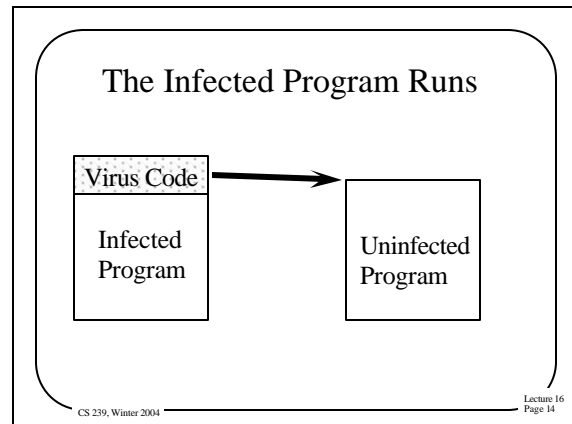 The Infected Program Runs
Virus Code
Infected
Program
Uninfected
Program
CS 239, Winter 2004
Lecture 16
Page 14